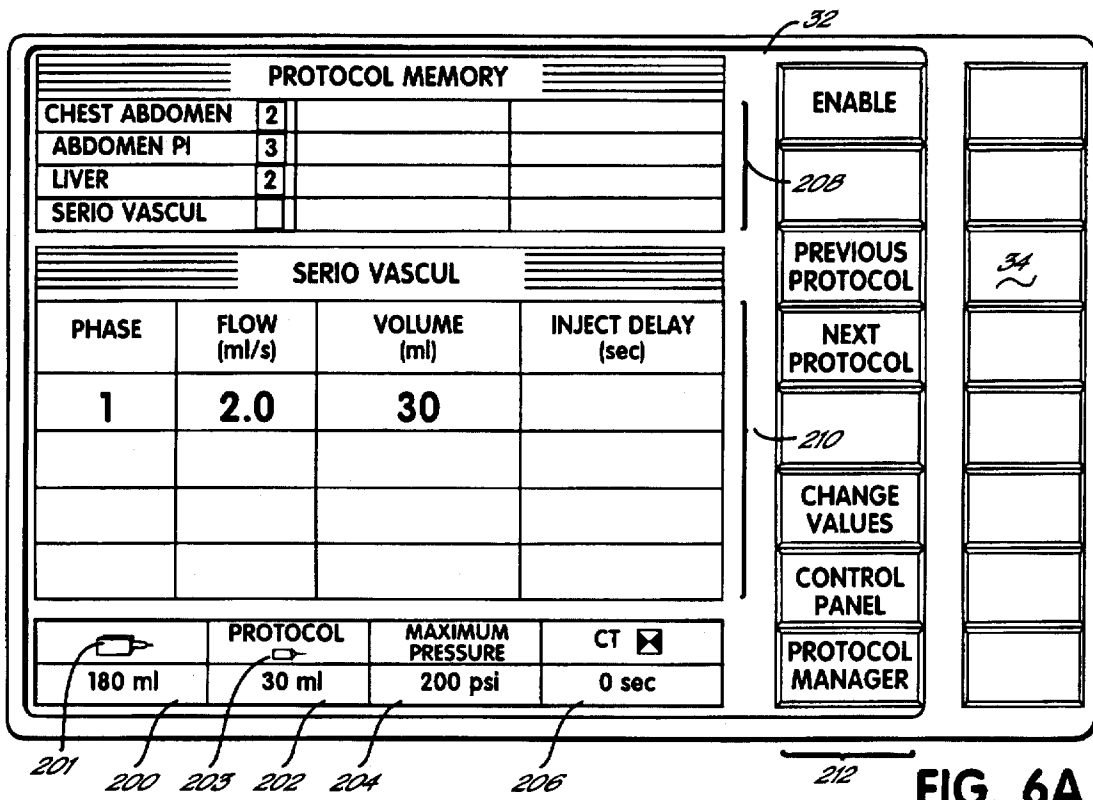 32
PROTOCOL MEMORY
CHEST ABDOMEN 2
ABDOMEN PI 3
LIVER 2
SERIO VASCUL
208
SERIO VASCUL
PHASE FLOW (ml/s) VOLUME (ml) INJECT DELAY (sec)
1 2.0 30
210
PROTOCOL MAXIMUM PRESSURE CT
180 ml 30 ml 200 psi 0 sec
201 200 203 202 204 206
ENABLE
PREVIOUS
PROTOCOL
NEXT
PROTOCOL
CHANGE
VALUES
CONTROL
PANEL
PROTOCOL
MANAGER
212
34
FIG. 6A